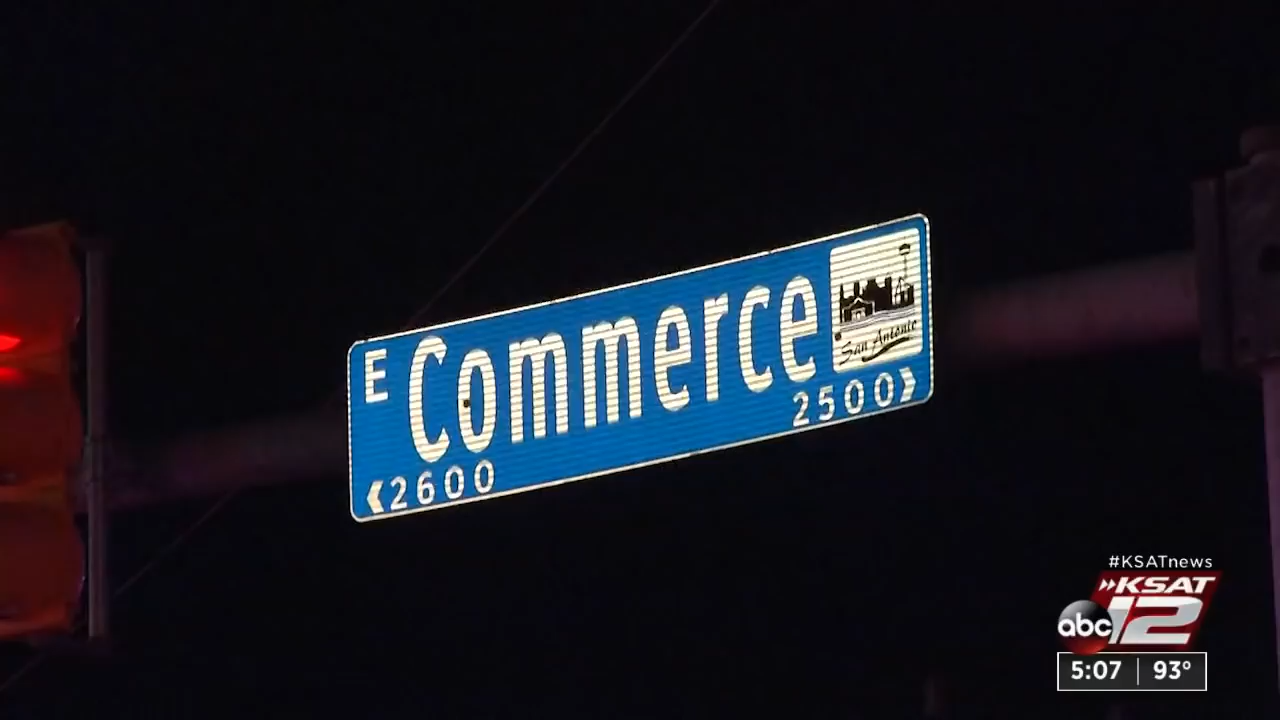 E Commerce
San Antonio
2500
2600
#KSATnews
KSAT
abc 12
5:07 93°